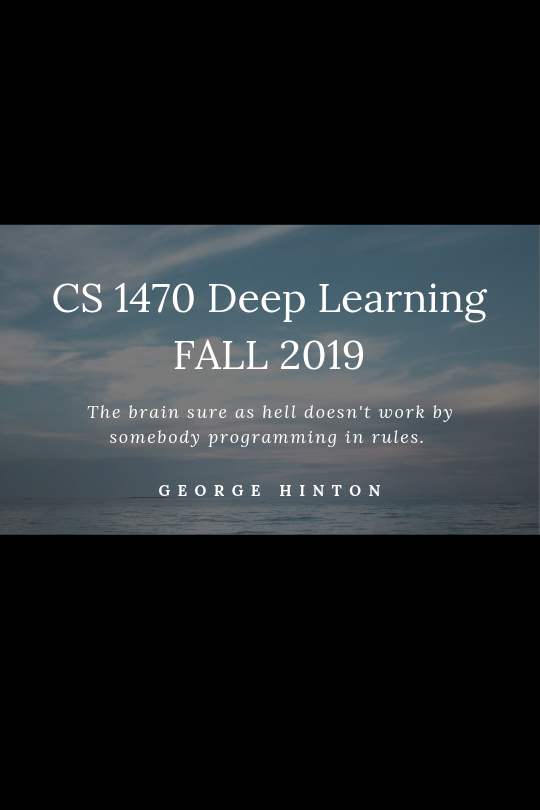 CS 1470 Deep Learning
FALL 2019
The brain sure as hell doesn't work by
somebody programming in rules.
GEORGE HINTON